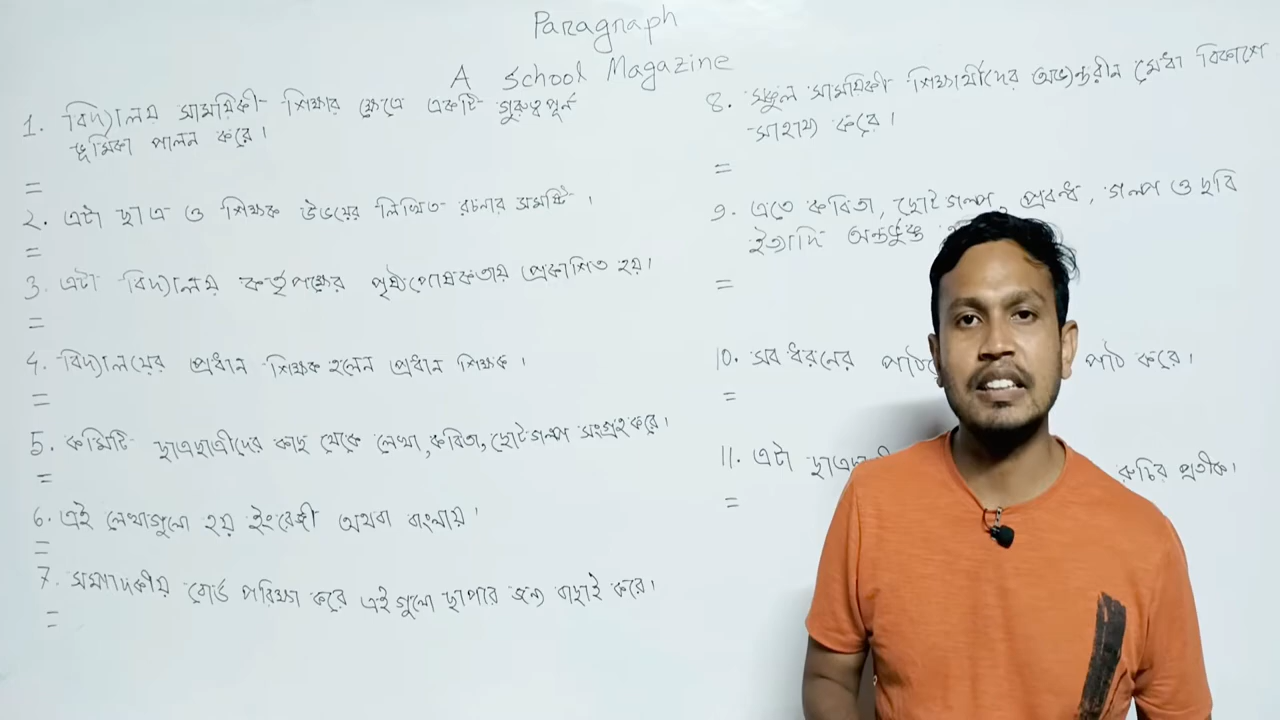 Paragraph
A School Magazine
1. বিদ্যালয় সাময়িকী শিক্ষার ক্ষেত্রে একটি গুরুত্বপূর্ন
ভূমিকা পালন করে।
=
২. এটা ছাত্র ও শিক্ষক উভয়ের লিখিত রচনার সমষ্টি।
=
3. এটা বিদ্যালয় কর্তৃপক্ষের পৃষ্ঠপোষকতায় প্রকাশিত হয়।
=
4. বিদ্যালয়ের প্রধান শিক্ষক হলেন প্রধান শিক্ষক।
=
5. কমিটি ছাত্রছাত্রীদের কাছ থেকে লেখা, কবিতা, ছোটগল্প সংগ্রহ করে।
=
6. এই লেখাগুলো হয় ইংরেজী অথবা বাংলায়।
=
7. সম্পাদকীয় বোর্ড পরিক্ষা করে এইগুলো ছাপার জন্য বাছাই করে।
=
8. স্কুল সাময়িকী শিক্ষার্থীদের অভ্যন্তরীন মেধা বিকাশে
সাহায্য করে।
=
9. এতে কবিতা, ছোটগল্প, প্রবন্ধ, গল্প ও ছবি
ইত্যাদি অন্তর্ভুক্ত
=
10. সব ধরনের পাঠ করে।
=
11. এটা রুচির প্রতীক।
=